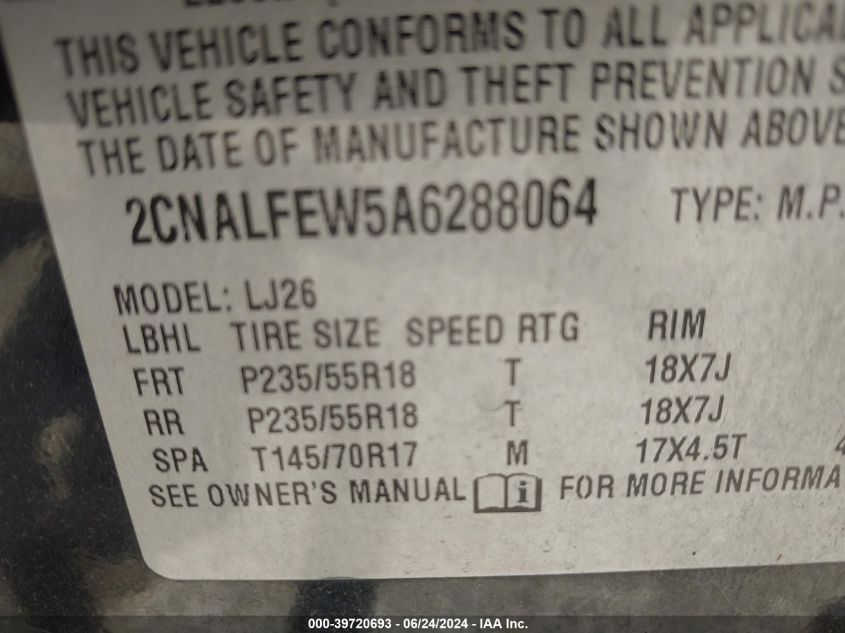 THIS VEHICLE CONFORMS TO ALL
VEHICLE SAFETY AND THEFT PREVENTION
THE DATE OF MANUFACTURE SHOWN ABOVE
2CNALFEW5A6288064 TYPE: M.P.
MODEL: LJ26
LBHL TIRE SIZE SPEED RTG RIM
FRT P235/55R18 T 18X7J
RR P235/55R18 T 18X7J
SPA T145/70R17 M 17X4.5T
SEE OWNER'S MANUAL i FOR MORE
000-39720693 - 06/24/2024 - IAA Inc.